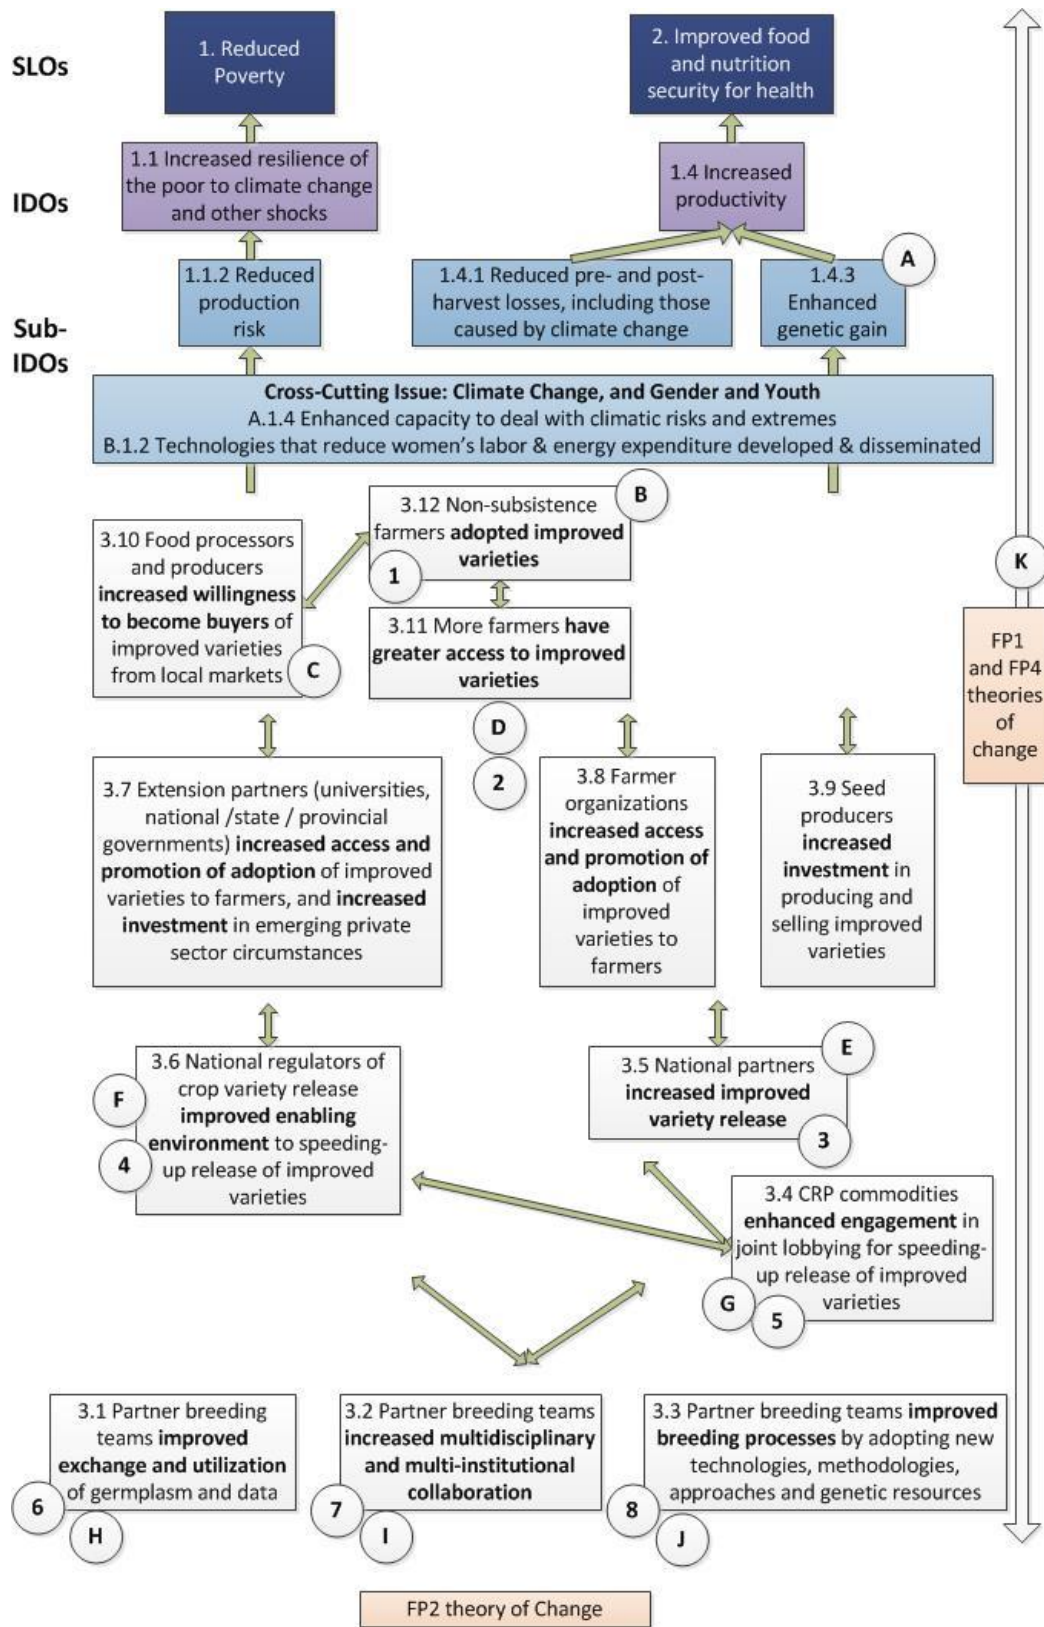 SLOs
1. Reduced
Poverty
2. Improved food
and nutrition
security for health
IDOs
1.1 Increased resilience of
the poor to climate change
and other shocks
1.4 Increased
productivity
Sub-
IDOs
1.1.2 Reduced
production
risk
1.4.1 Reduced pre- and post-
harvest losses, including those
caused by climate change
1.4.3
Enhanced
genetic gain
A
Cross-Cutting Issue: Climate Change, and Gender and Youth
A.1.4 Enhanced capacity to deal with climatic risks and extremes
B.1.2 Technologies that reduce women's labor & energy expenditure developed & disseminated
3.10 Food processors
and producers
increased willingness
to become buyers of
improved varieties
from local markets
C
3.12 Non-subsistence
farmers adopted improved
varieties
B
1
3.11 More farmers have
greater access to improved
varieties
D
2
K
FP1
and FP4
theories
of
change
3.7 Extension partners (universities,
national /state / provincial
governments) increased access and
promotion of adoption of improved
varieties to farmers, and increased
investment in emerging private
sector circumstances
3.8 Farmer
organizations
increased access
and promotion of
adoption of
improved
varieties to
farmers
3.9 Seed
producers
increased
investment in
producing and
selling improved
varieties
3.6 National regulators of
crop variety release
improved enabling
environment to speeding-
up release of improved
varieties
F
4
3.5 National partners
increased improved
variety release
E
3
3.4 CRP commodities
enhanced engagement in
joint lobbying for speeding-
up release of improved
varieties
G
5
3.1 Partner breeding
teams improved
exchange and utilization
of germplasm and data
6
H
3.2 Partner breeding teams
increased multidisciplinary
and multi-institutional
collaboration
7
I
3.3 Partner breeding teams improved
breeding processes by adopting new
technologies, methodologies,
approaches and genetic resources
8
J
FP2 theory of Change